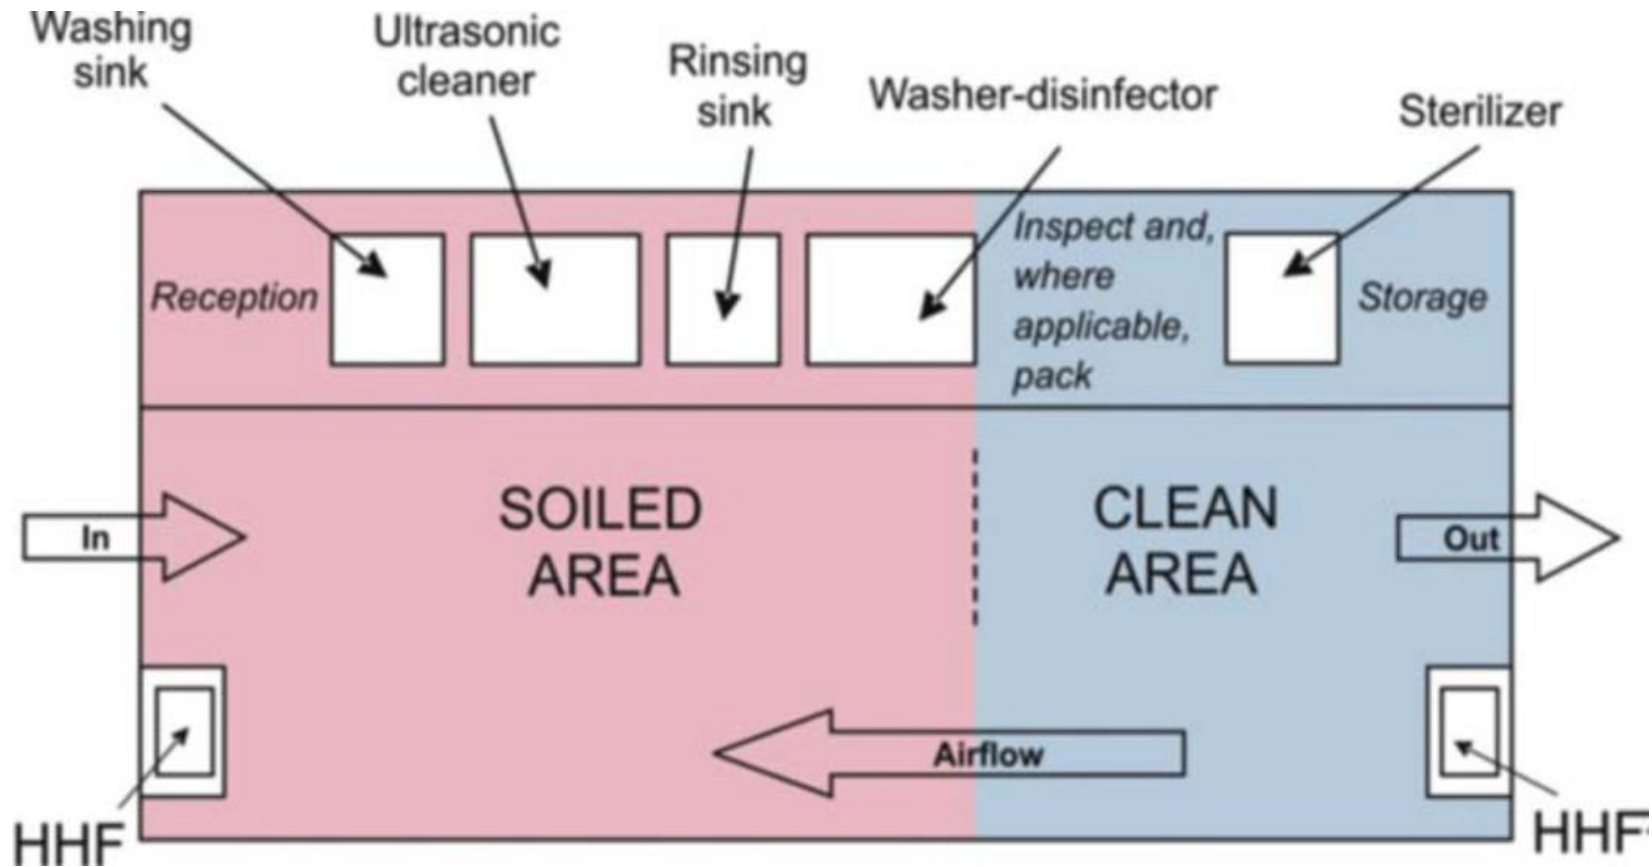 Washing
sink
Ultrasonic
cleaner
Rinsing
sink
Washer-disinfector
Sterilizer
Reception
Inspect and,
where
applicable,
pack
Storage
SOILED
AREA
CLEAN
AREA
In
Out
Airflow
HHF
HHF